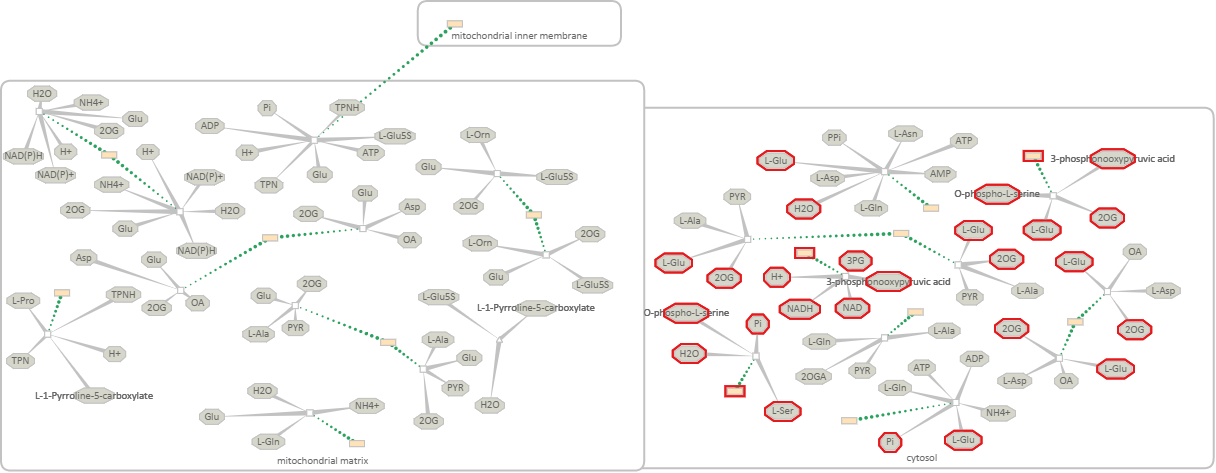 mitochondrial inner membrane
H2O
NH4+
Glu
2OG
NAD(P)H
H+
NAD(P)+
H+
NH4+
NAD(P)+
2OG
H2O
Glu
NAD(P)H
Pi
TPNH
ADP
L-Glu5S
H+
ATP
TPN
Glu
L-Orn
Glu
L-Glu5S
2OG
Glu
2OG
Asp
OA
L-Orn
2OG
Glu
L-Glu5S
Asp
Glu
2OG
OA
L-Pro
TPNH
TPN
H+
L-1-Pyrroline-5-carboxylate
2OG
Glu
L-Ala
PYR
L-Glu5S
L-1-Pyrroline-5-carboxylate
H2O
L-Ala
Glu
PYR
2OG
H2O
Glu
NH4+
L-Gln
mitochondrial matrix
PPi
L-Asn
ATP
L-Glu
L-Asp
AMP
H2O
L-Gln
3-phosphonooxypyruvic acid
O-phospho-L-serine
2OG
L-Glu
PYR
L-Ala
L-Glu
2OG
L-Glu
2OG
L-Ala
PYR
3PG
H+
3-phosphonooxypyruvic acid
NADH
NAD
O-phospho-L-serine
Pi
H2O
L-Ser
OA
L-Glu
L-Asp
2OG
2OG
L-Asp
OA
L-Glu
L-Gln
L-Ala
2OGA
PYR
ATP
ADP
L-Gln
NH4+
Pi
L-Glu
cytosol